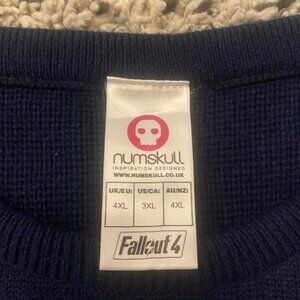 numskull
INSPIRATION DESIGNED
WWW.NUMSKULL.CO.UK
UK/EU: US/CA: AU/NZ:
4XL 3XL 4XL
Fallout 4